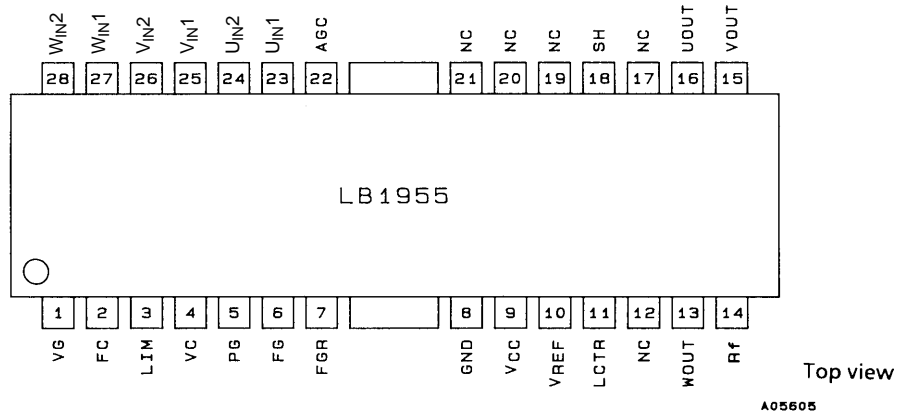 WIN2 WIN1 VIN2 VIN1 UIN2 UIN1 AGC NC NC NC SH NC UOUT VOUT
28 27 26 25 24 23 22 21 20 19 18 17 16 15
LB1955
1 2 3 4 5 6 7 8 9 10 11 12 13 14
VG FC LIM VC PG FG FGR GND VCC VREF LCTR NC WOUT Rf
Top view
A05605